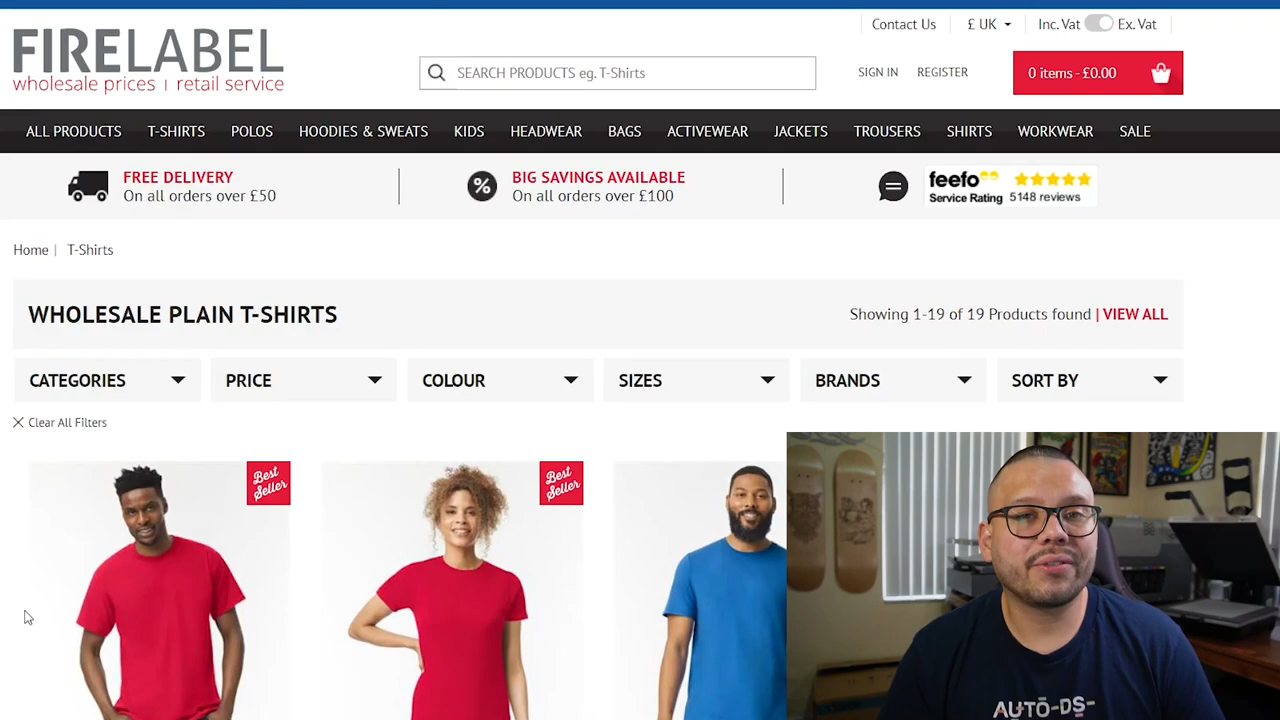 Contact Us £ UK Inc. Vat Ex. Vat
FIRELABEL
wholesale prices | retail service
SEARCH PRODUCTS eg. T-Shirts
SIGN IN REGISTER
0 items - £0.00
ALL PRODUCTS T-SHIRTS POLOS HOODIES & SWEATS KIDS HEADWEAR BAGS ACTIVEWEAR JACKETS TROUSERS SHIRTS WORKWEAR SALE
FREE DELIVERY
On all orders over £50
BIG SAVINGS AVAILABLE
On all orders over £100
feefo
Service Rating 5148 reviews
Home | T-Shirts
WHOLESALE PLAIN T-SHIRTS
Showing 1-19 of 19 Products found | VIEW ALL
CATEGORIES PRICE COLOUR SIZES BRANDS SORT BY
Clear All Filters
Best
Seller
Best
Seller
AUTO-DS-